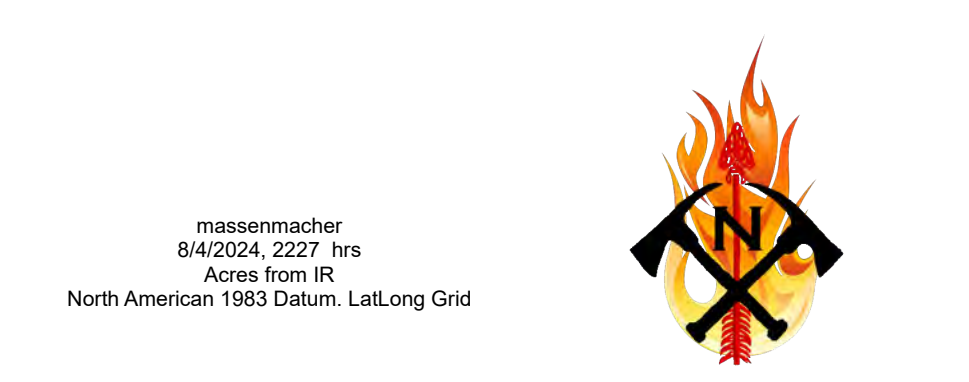 massenmacher
8/4/2024, 2227  hrs
Acres from IR
North American 1983 Datum. LatLong Grid
N